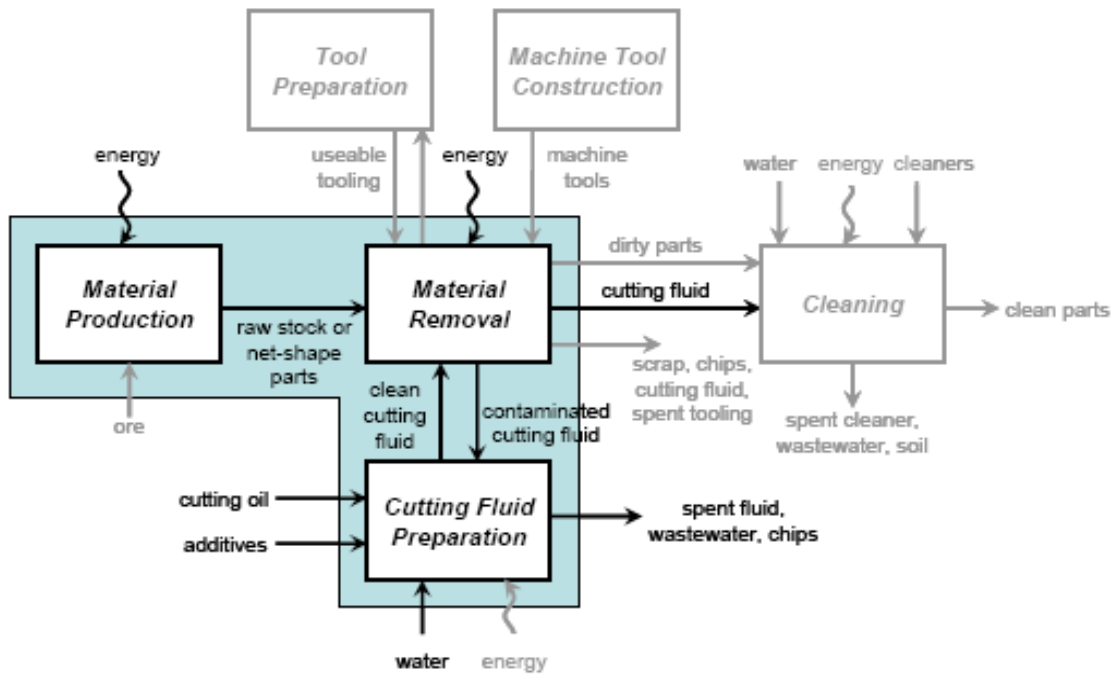 Tool
Preparation
Machine Tool
Construction
energy
useable
tooling
energy
machine
tools
water
energy
cleaners
dirty parts
Material
Production
Material
Removal
cutting fluid
Cleaning
clean parts
raw stock or
net-shape
parts
scrap, chips,
cutting fluid,
spent tooling
ore
clean
cutting
fluid
contaminated
cutting fluid
spent cleaner,
wastewater, soil
cutting oil
additives
Cutting Fluid
Preparation
spent fluid,
wastewater, chips
water
energy